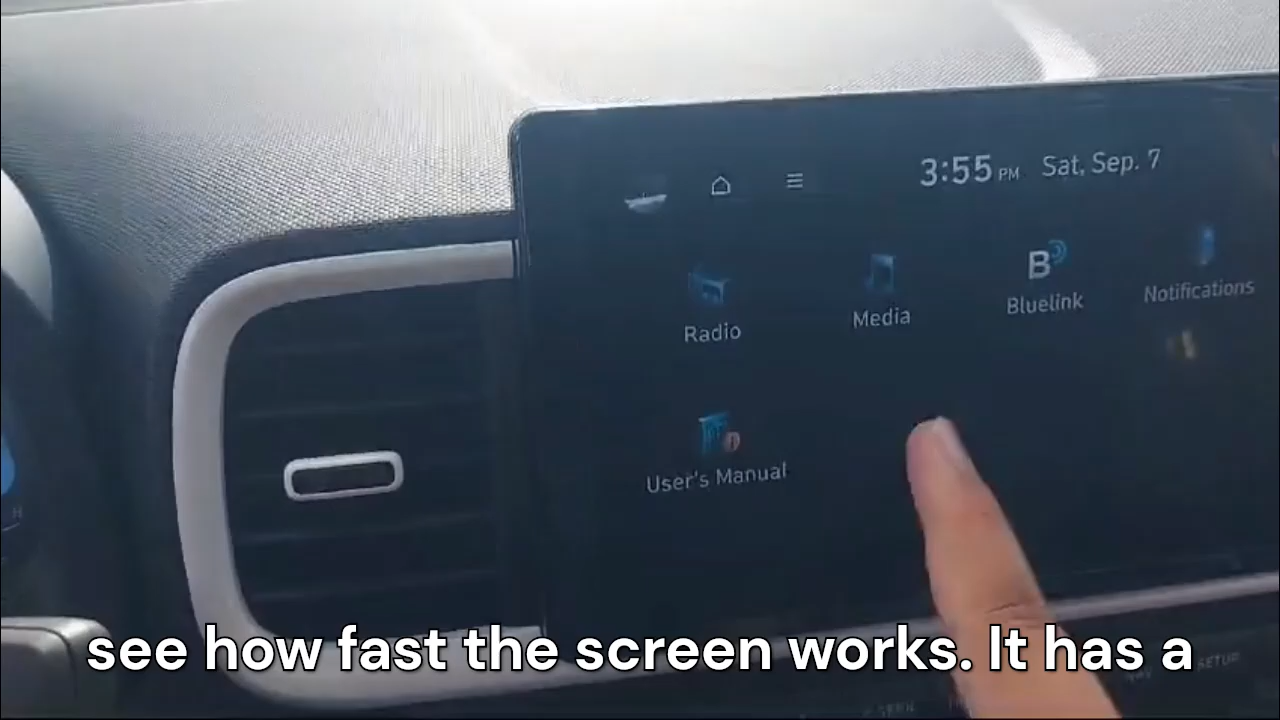 3:55 PM Sat, Sep. 7
Radio
Media
Bluelink
Notifications
User's Manual
SETUP
see how fast the screen works. It has a